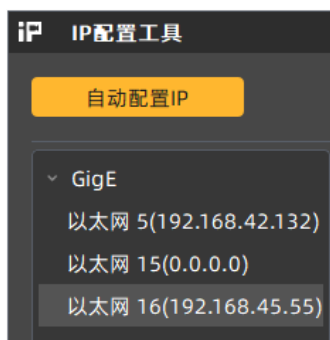 iP IP配置工具
自动配置IP
GigE
以太网 5(192.168.42.132)
以太网 15(0.0.0.0)
以太网 16(192.168.45.55)